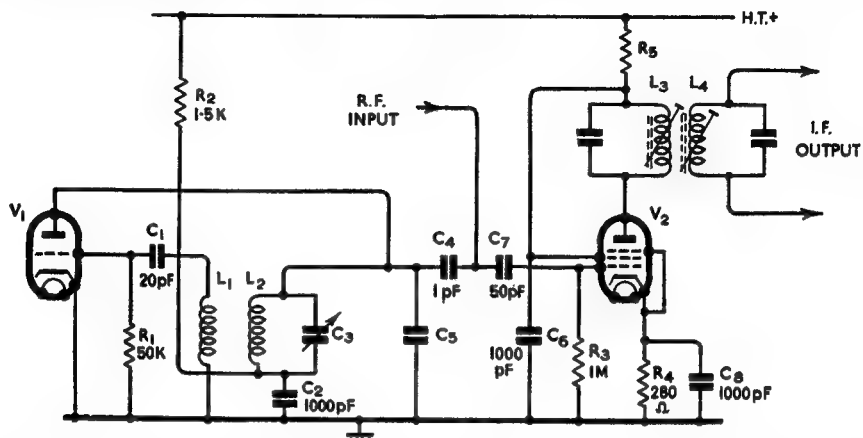 H.T.+
R5
L3 L4
R2
1·5K
R.F.
INPUT
I.F.
OUTPUT
V1
V2
C1
20pF
L1 L2
C4
1pF
C7
50pF
R1
50K
C3
C5
C6
1000
pF
R3
1M
R4
280
Ω
C8
1000pF
C2
1000pF